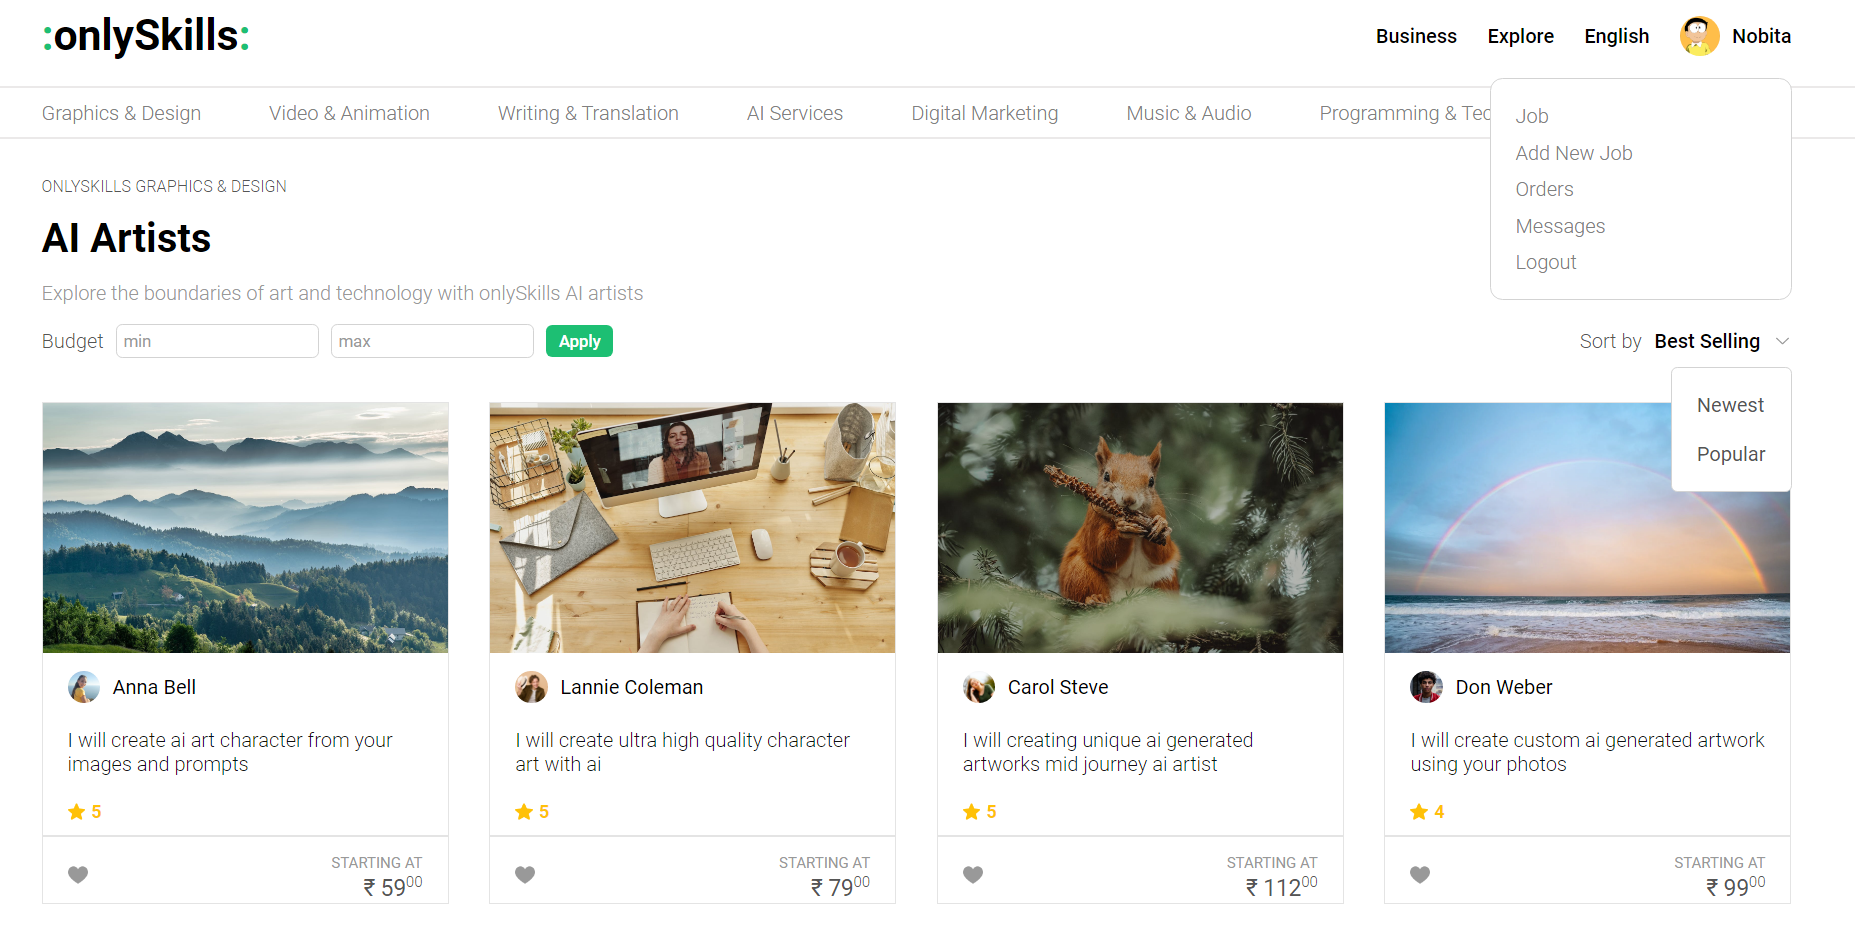 :onlySkills:
Business Explore English Nobita
Graphics & Design Video & Animation Writing & Translation AI Services Digital Marketing Music & Audio Programming & Tec
Job
Add New Job
Orders
Messages
Logout
ONLYSKILLS GRAPHICS & DESIGN
AI Artists
Explore the boundaries of art and technology with onlySkills AI artists
Budget min max Apply
Sort by Best Selling
Newest
Popular
Anna Bell
I will create ai art character from your
images and prompts
5
STARTING AT
₹ 59 00
Lannie Coleman
I will create ultra high quality character
art with ai
5
STARTING AT
₹ 79 00
Carol Steve
I will creating unique ai generated
artworks mid journey ai artist
5
STARTING AT
₹ 112 00
Don Weber
I will create custom ai generated artwork
using your photos
4
STARTING AT
₹ 99 00